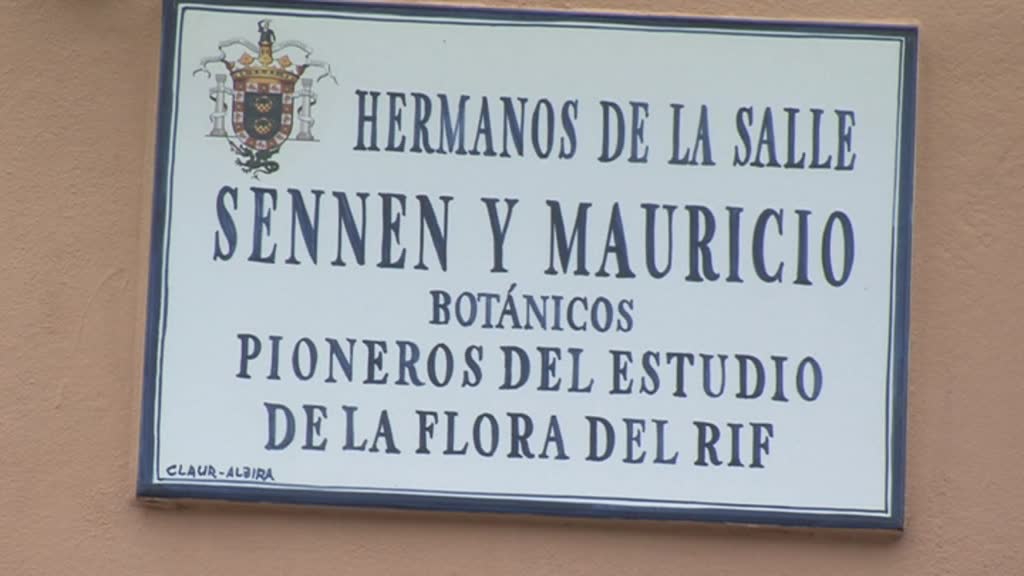 HERMANOS DE LA SALLE
SENNEN Y MAURICIO
BOTÁNICOS
PIONEROS DEL ESTUDIO
DE LA FLORA DEL RIF
CLAUR-ALBIRA